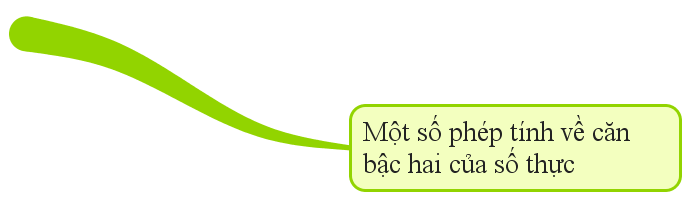 Một số phép tính về căn
bậc hai của số thực